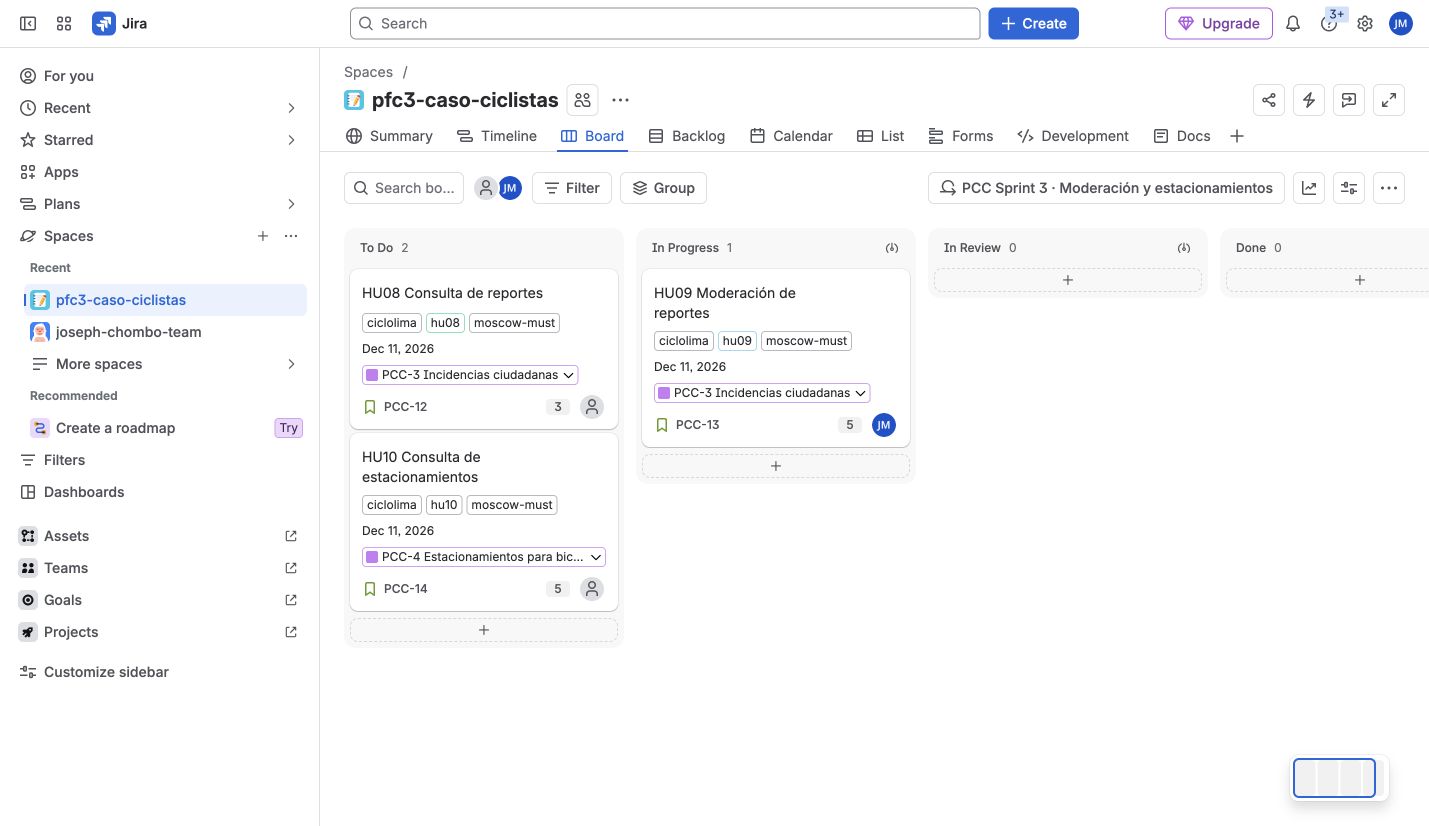 Jira
Search
Create
Upgrade
3+
JM
For you
Recent
Starred
Apps
Plans
Spaces
Recent
pfc3-caso-ciclistas
joseph-chombo-team
More spaces
Recommended
Create a roadmap
Try
Filters
Dashboards
Assets
Teams
Goals
Projects
Customize sidebar
Spaces /
pfc3-caso-ciclistas
Summary Timeline Board Backlog Calendar List Forms Development Docs
Search bo... JM Filter Group PCC Sprint 3 · Moderación y estacionamientos
To Do 2
HU08 Consulta de reportes
ciclolima hu08 moscow-must
Dec 11, 2026
PCC-3 Incidencias ciudadanas
PCC-12 3
HU10 Consulta de
estacionamientos
ciclolima hu10 moscow-must
Dec 11, 2026
PCC-4 Estacionamientos para bic...
PCC-14 5
In Progress 1
HU09 Moderación de
reportes
ciclolima hu09 moscow-must
Dec 11, 2026
PCC-3 Incidencias ciudadanas
PCC-13 5 JM
In Review 0
Done 0